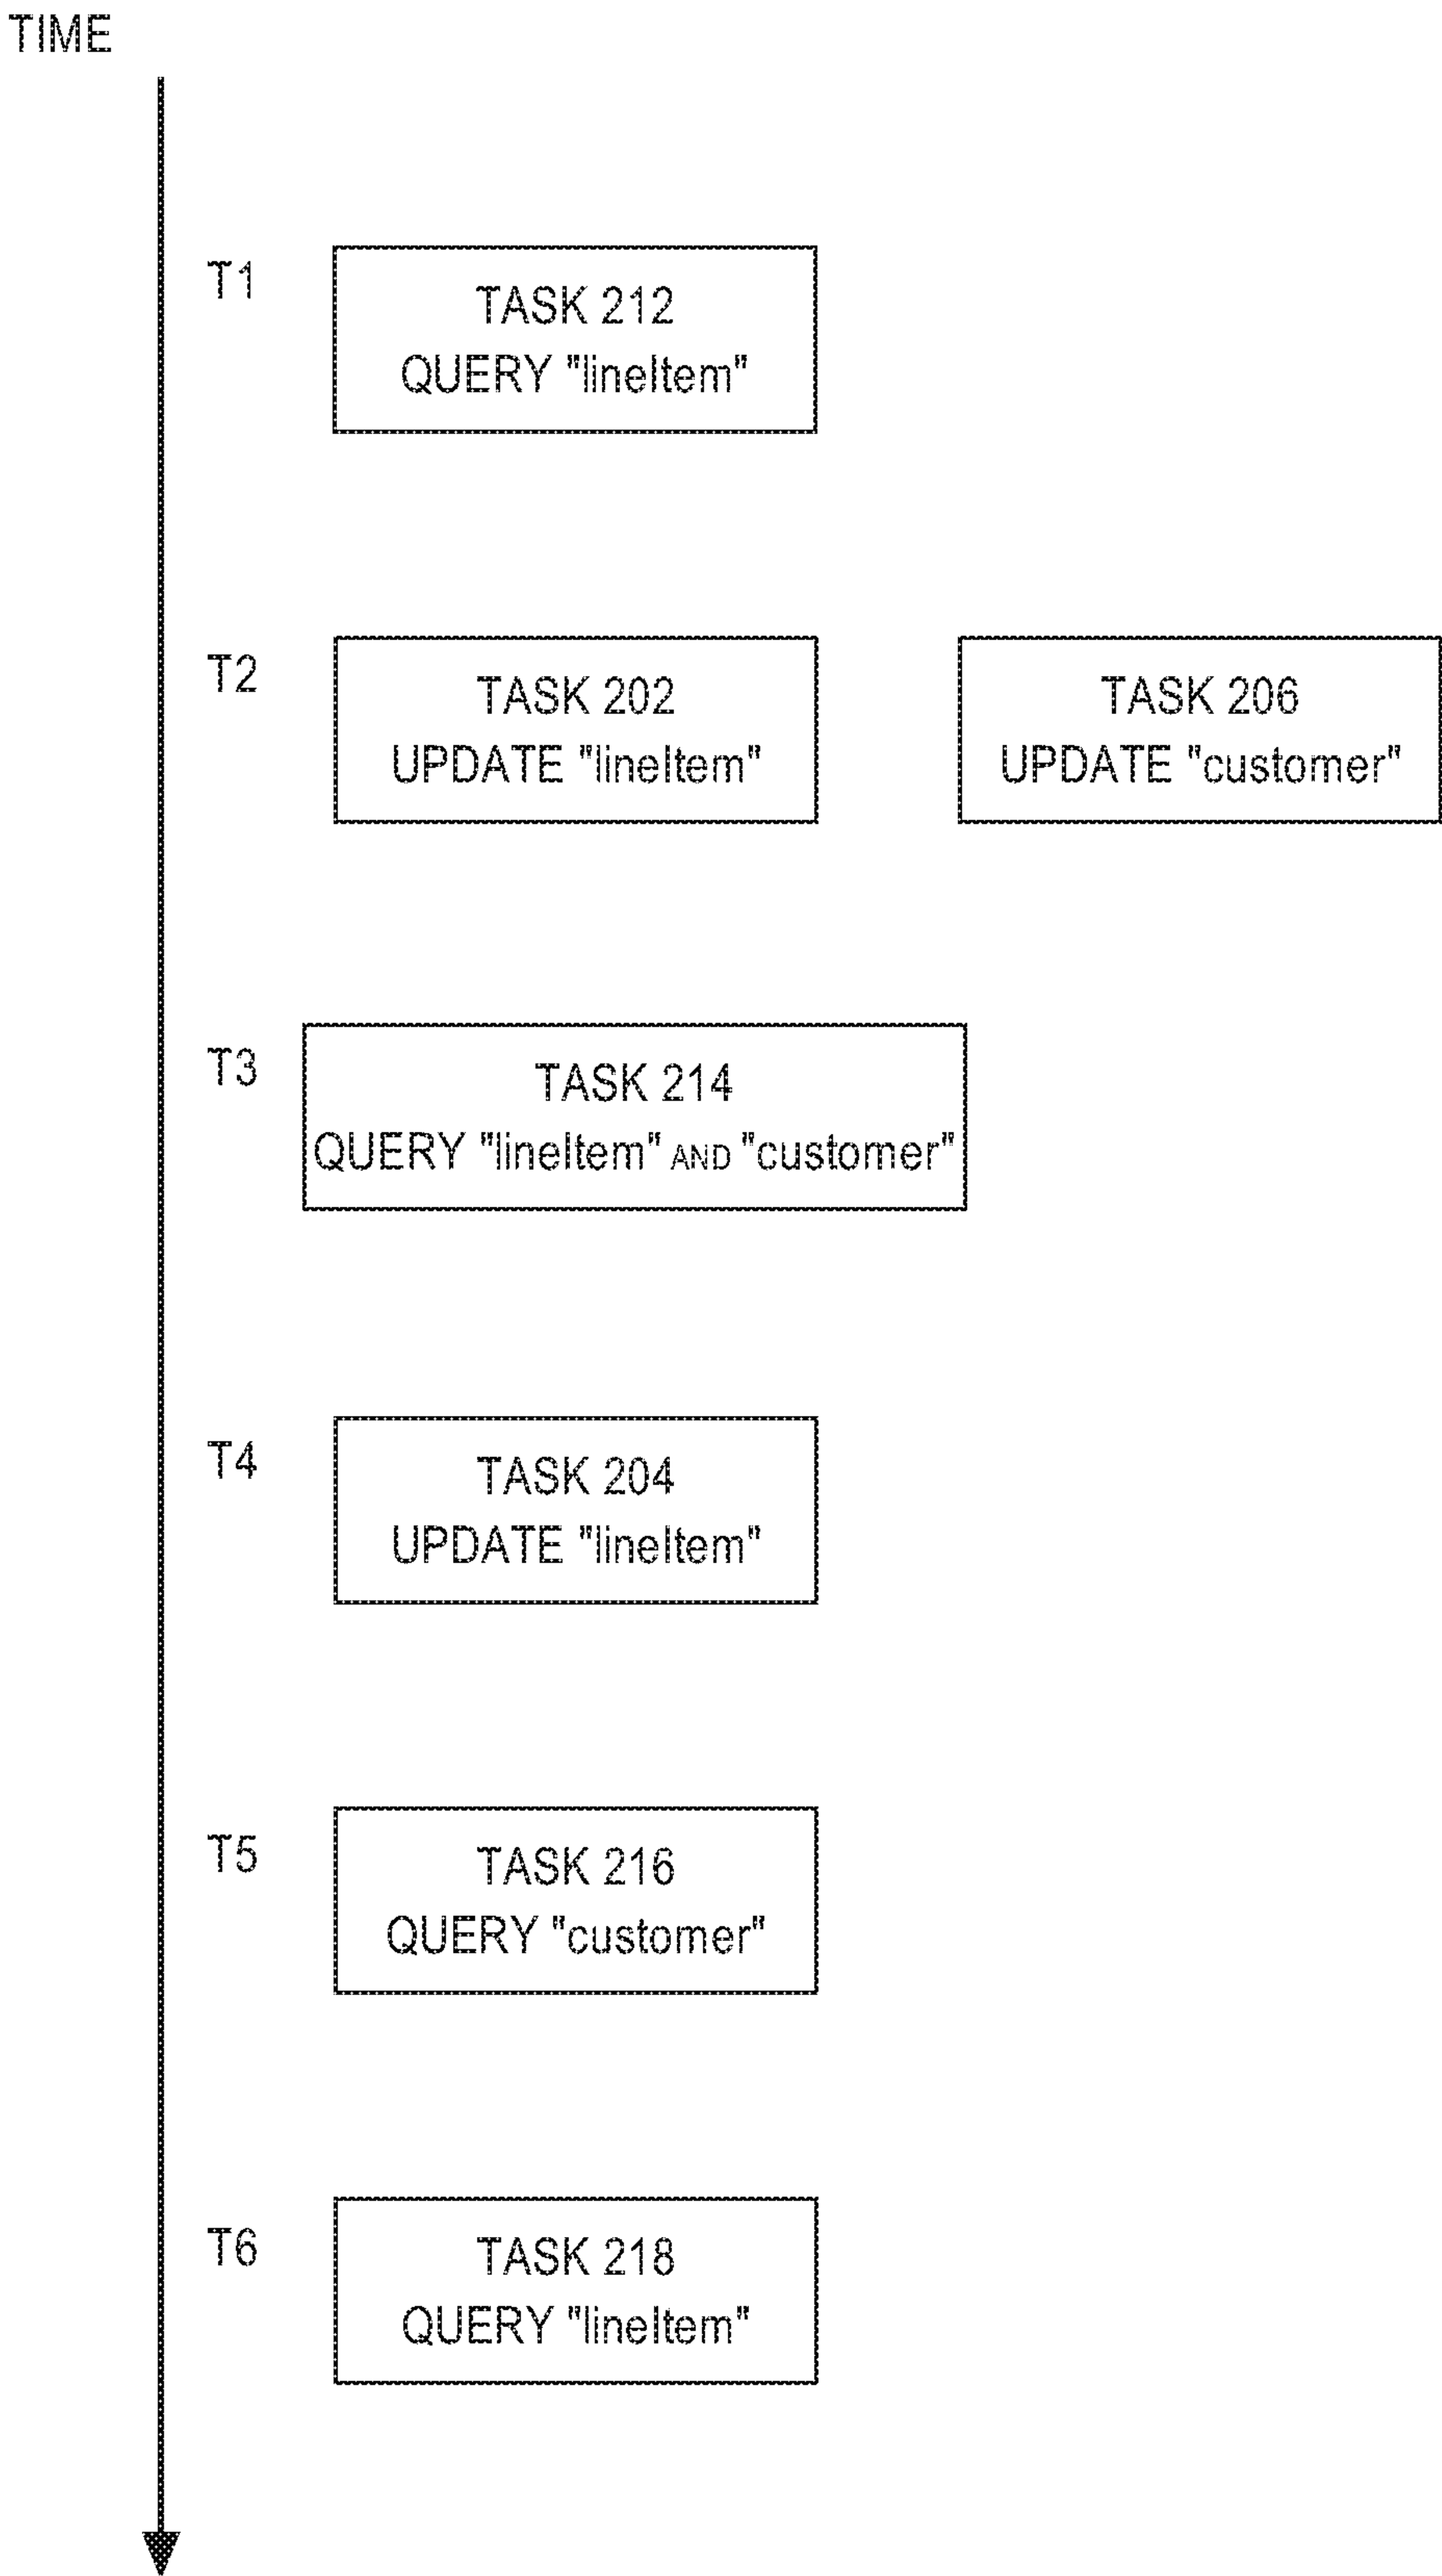 TIME
T1
TASK 212
QUERY "lineItem"
T2
TASK 202
UPDATE "lineItem"
TASK 206
UPDATE "customer"
T3
TASK 214
QUERY "lineItem" AND "customer"
T4
TASK 204
UPDATE "lineItem"
T5
TASK 216
QUERY "customer"
T6
TASK 218
QUERY "lineItem"